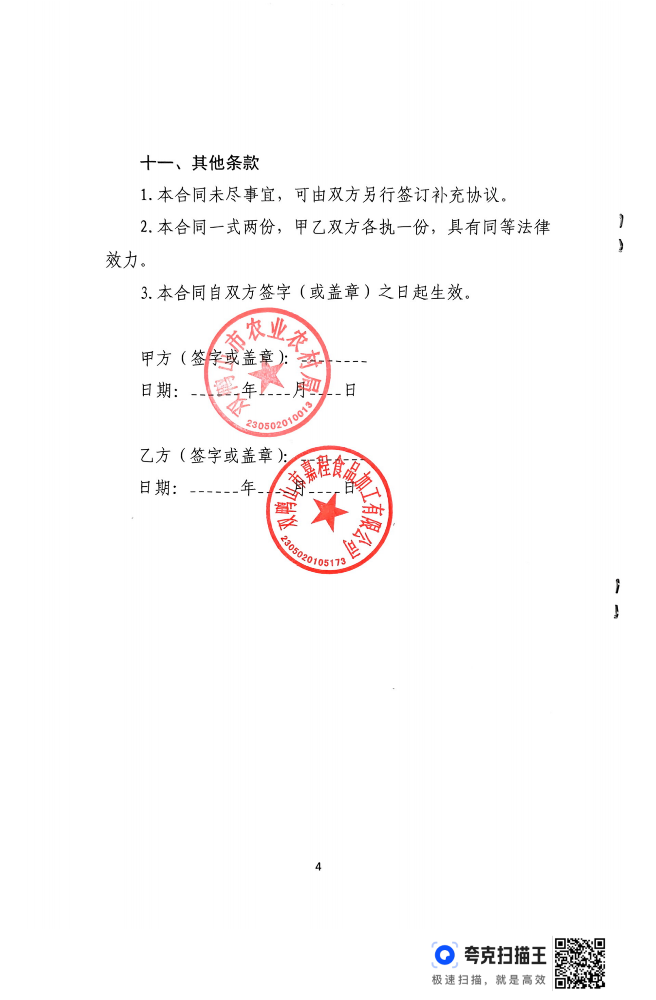 十一、其他条款
1.本合同未尽事宜，可由双方另行签订补充协议。
2.本合同一式两份，甲乙双方各执一份，具有同等法律
效力。
3.本合同自双方签字（或盖章）之日起生效。
甲方（签字或盖章）：--------
日期：------年----月----日
双鸭山市农业农村局
230502010013
乙方（签字或盖章）：--------
日期：------年----月----日
双鸭山市嘉程食品加工有限公司
2305020105173
4
夸克扫描王
极速扫描，就是高效